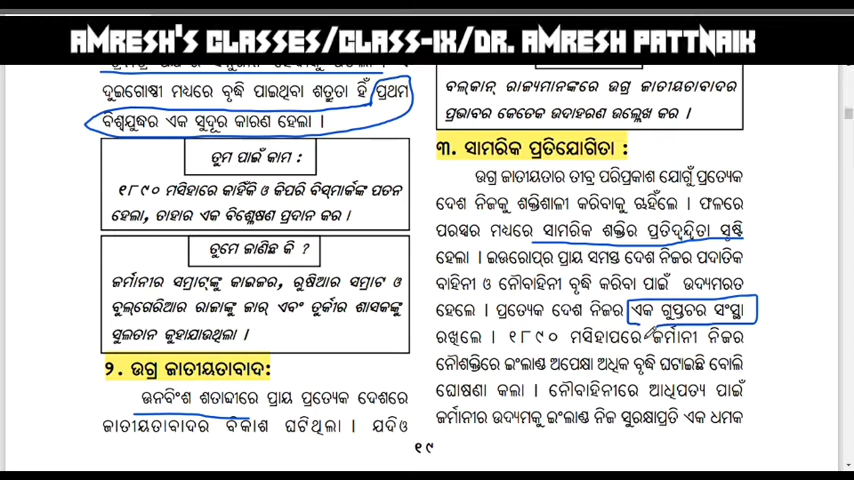 AMRESH'S CLASSES/CLASS-IX/DR. AMRESH PATTNAIK
ଦୁଇଗୋଷ୍ଠୀ ମଧ୍ୟରେ ବୃଦ୍ଧି ପାଇଥିବା ଶତ୍ରୁତା ହିଁ ପ୍ରଥମ
ବିଶ୍ୱଯୁଦ୍ଧର ଏକ ସୁଦୂର କାରଣ ହେଲା ।
ତୁମ ପାଇଁ କାମ :
୧୮୯୦ ମସିହାରେ କାହିଁକି ଓ କିପରି ବିସ୍ମାର୍କଙ୍କ ପତନ
ହେଲା, ତାହାର ଏକ ବିଶ୍ଳେଷଣ ପ୍ରଦାନ କର ।
ତୁମେ ଜାଣିଛ କି ?
ଜର୍ମାନୀର ସମ୍ରାଟ୍‌ଙ୍କୁ କାଇଜର, ରୁଷିଆର ସମ୍ରାଟ ଓ
ବୁଲ୍‌ଗେରିଆର ରାଜାଙ୍କୁ ଜାର୍ ଏବଂ ତୁର୍କୀର ଶାସକଙ୍କୁ
ସୁଲତାନ କୁହାଯାଉଥିଲା ।
୨. ଉଗ୍ର ଜାତୀୟତାବାଦ:
ଊନବିଂଶ ଶତାବ୍ଦୀରେ ପ୍ରାୟ ପ୍ରତ୍ୟେକ ଦେଶରେ
ଜାତୀୟତାବାଦର ବିକାଶ ଘଟିଥିଲା । ଯଦିଓ
ବଲ୍‌କାନ୍ ରାଜ୍ୟମାନଙ୍କରେ ଉଗ୍ର ଜାତୀୟତାବାଦର
ପ୍ରଭାବର କେତେକ ଉଦାହରଣ ଉଲ୍ଲେଖ କର ।
୩. ସାମରିକ ପ୍ରତିଯୋଗିତା :
ଉଗ୍ର ଜାତୀୟତାର ତୀବ୍ର ପରିପ୍ରକାଶ ଯୋଗୁଁ ପ୍ରତ୍ୟେକ
ଦେଶ ନିଜକୁ ଶକ୍ତିଶାଳୀ କରିବାକୁ ଚାହିଁଲେ । ଫଳରେ
ପରସ୍ପର ମଧ୍ୟରେ ସାମରିକ ଶକ୍ତିର ପ୍ରତିଦ୍ୱନ୍ଦ୍ୱିତା ସୃଷ୍ଟି
ହେଲା । ଇଉରୋପ୍‌ର ପ୍ରାୟ ସମସ୍ତ ଦେଶ ନିଜର ପଦାତିକ
ବାହିନୀ ଓ ନୌବାହିନୀ ବୃଦ୍ଧି କରିବା ପାଇଁ ଉଦ୍ୟମରତ
ହେଲେ । ପ୍ରତ୍ୟେକ ଦେଶ ନିଜର ଏକ ଗୁପ୍ତଚର ସଂସ୍ଥା
ରଖିଲେ । ୧୮୯୦ ମସିହାପରେ ଜର୍ମାନୀ ନିଜର
ନୌଶକ୍ତିରେ ଇଂଲଣ୍ଡ ଅପେକ୍ଷା ଅଧିକ ବୃଦ୍ଧି ଘଟାଇଛି ବୋଲି
ଘୋଷଣା କଲା । ନୌବାହିନୀରେ ଆଧିପତ୍ୟ ପାଇଁ
ଜର୍ମାନୀର ଉଦ୍ୟମକୁ ଇଂଲଣ୍ଡ ନିଜ ସୁରକ୍ଷାପ୍ରତି ଏକ ଧମକ
୧୯